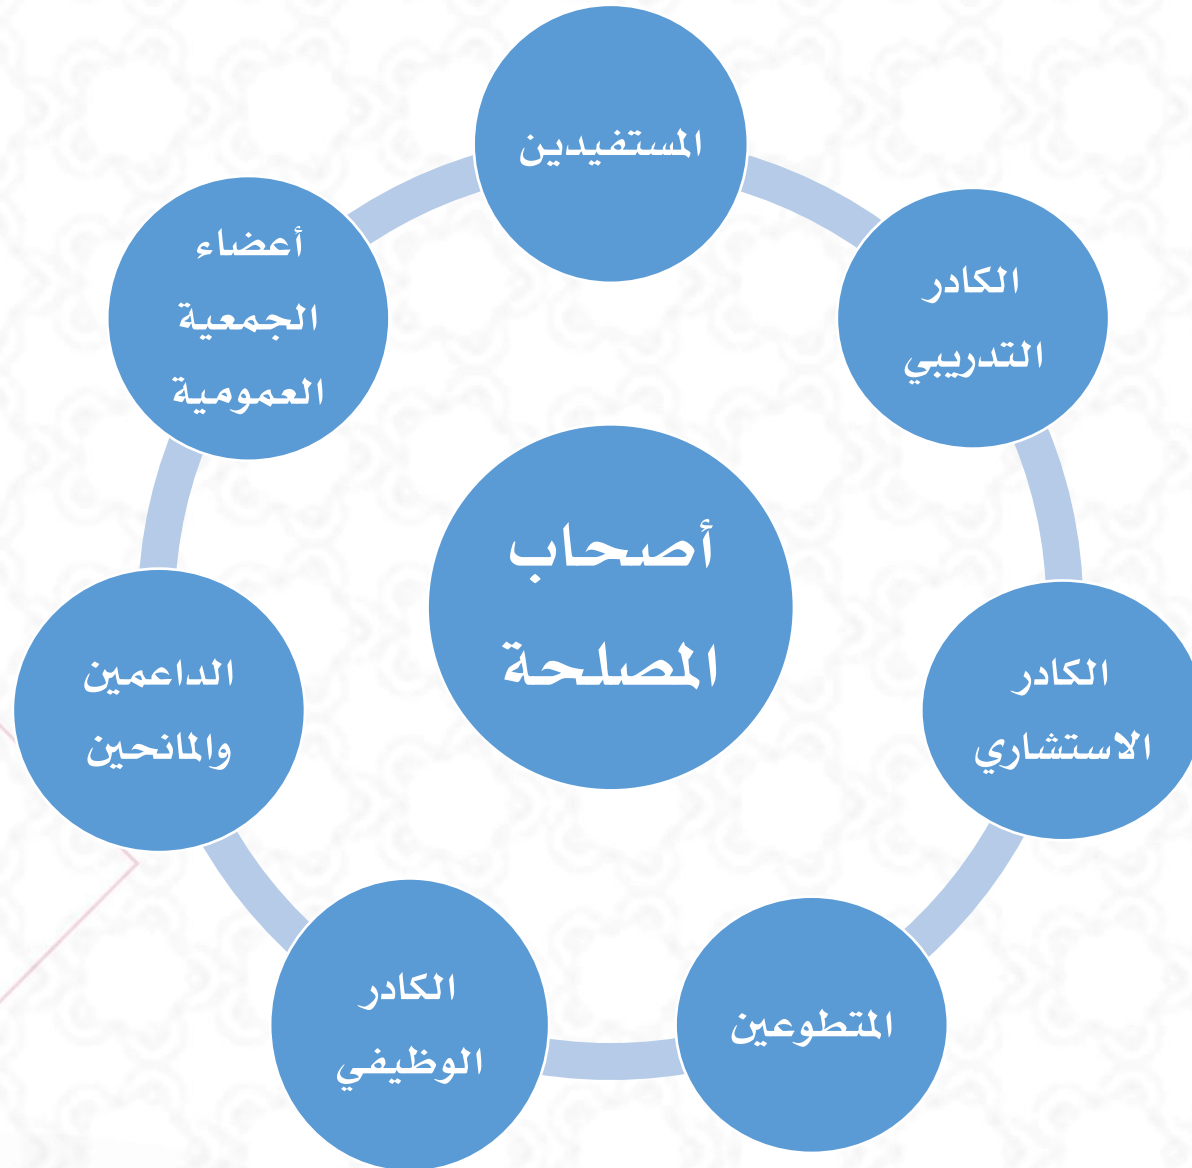 المستفيدين
الكادر
التدريبي
الكادر
الاستشاري
المتطوعين
الكادر
الوظيفي
الداعمين
والمانحين
أعضاء
الجمعية
العمومية
أصحاب
المصلحة